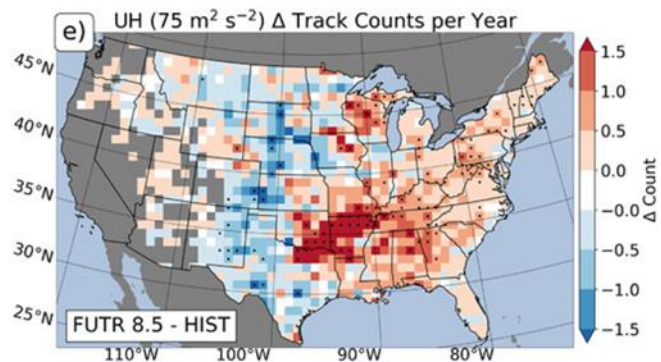 e)
UH (75 m² s⁻²) Δ Track Counts per Year
45°N
40°N
35°N
30°N
25°N
110°W 100°W 90°W 80°W
FUTR 8.5 - HIST
1.5
1.0
0.5
0.0
-0.0
-0.5
-1.0
-1.5
Δ Count